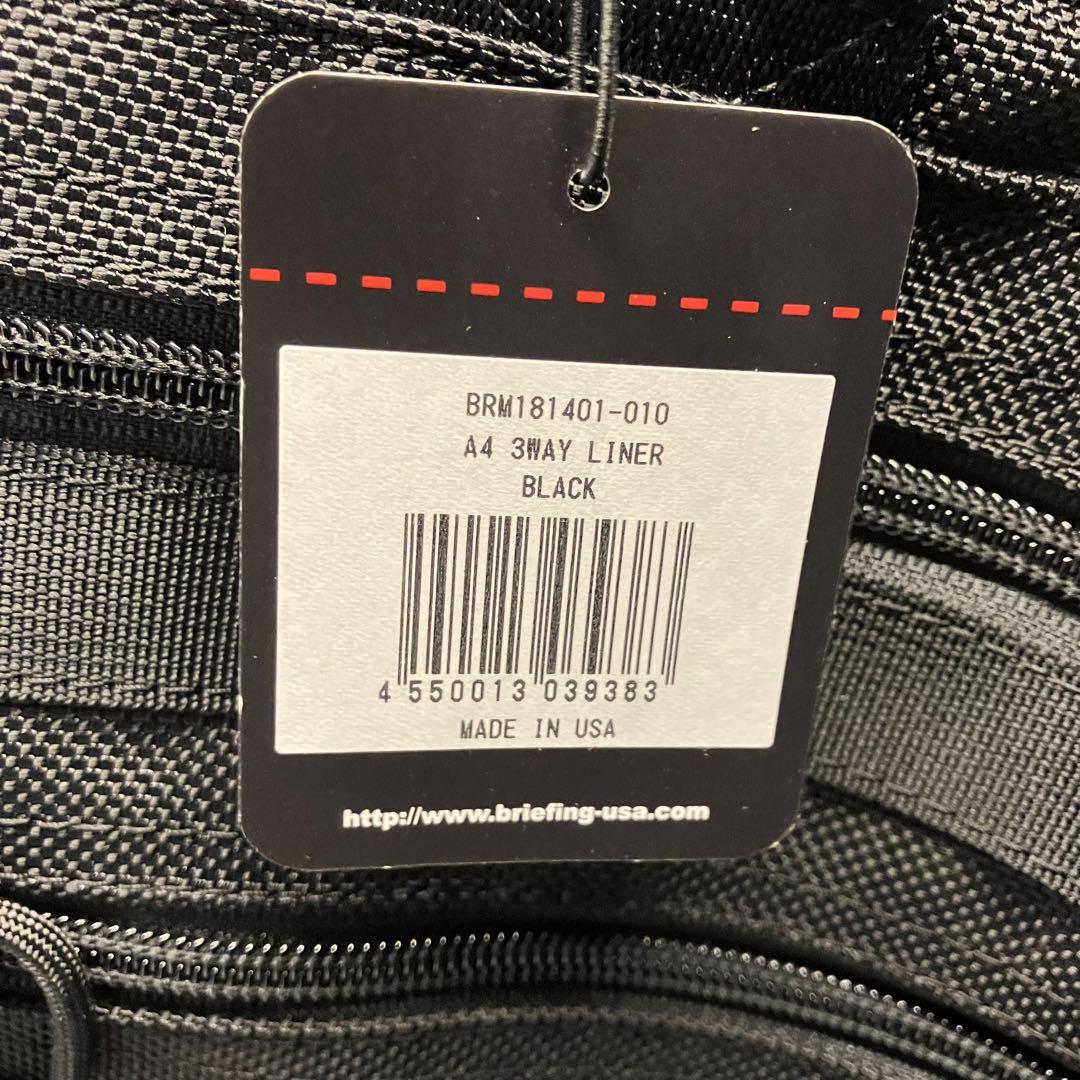 BRM181401-010
A4 3WAY LINER
BLACK
4 550013 039383
MADE IN USA
http://www.briefing-usa.com